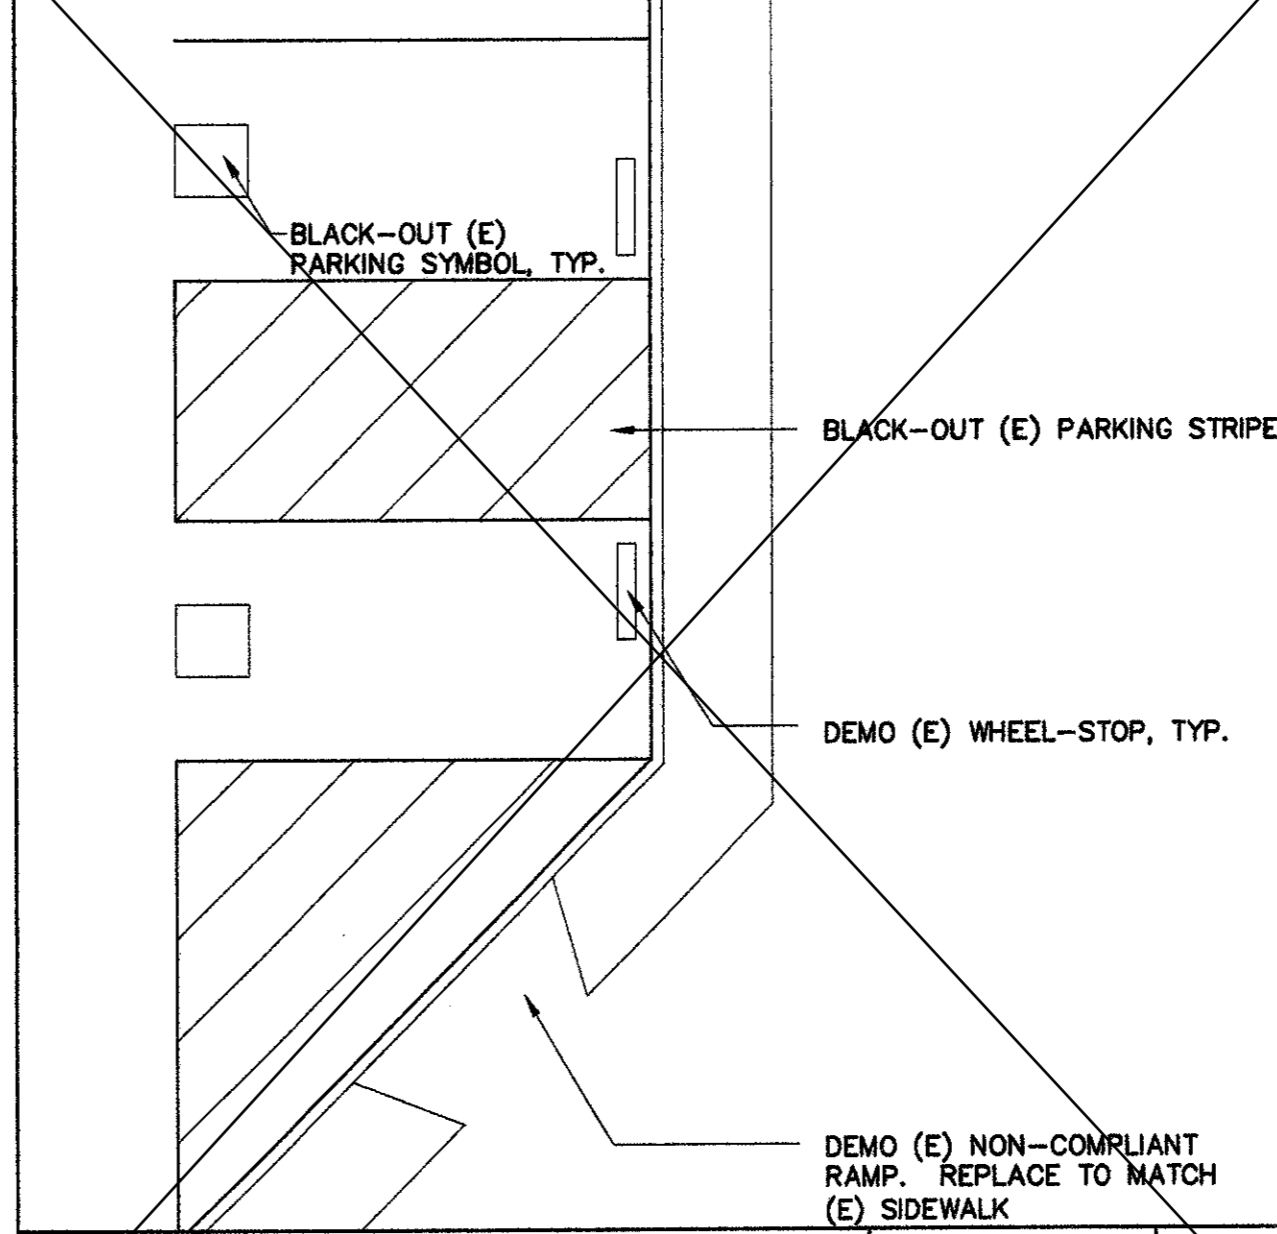 BLACK-OUT (E)
PARKING SYMBOL, TYP.
BLACK-OUT (E) PARKING STRIPE
DEMO (E) WHEEL-STOP, TYP.
DEMO (E) NON-COMPLIANT
RAMP. REPLACE TO MATCH
(E) SIDEWALK